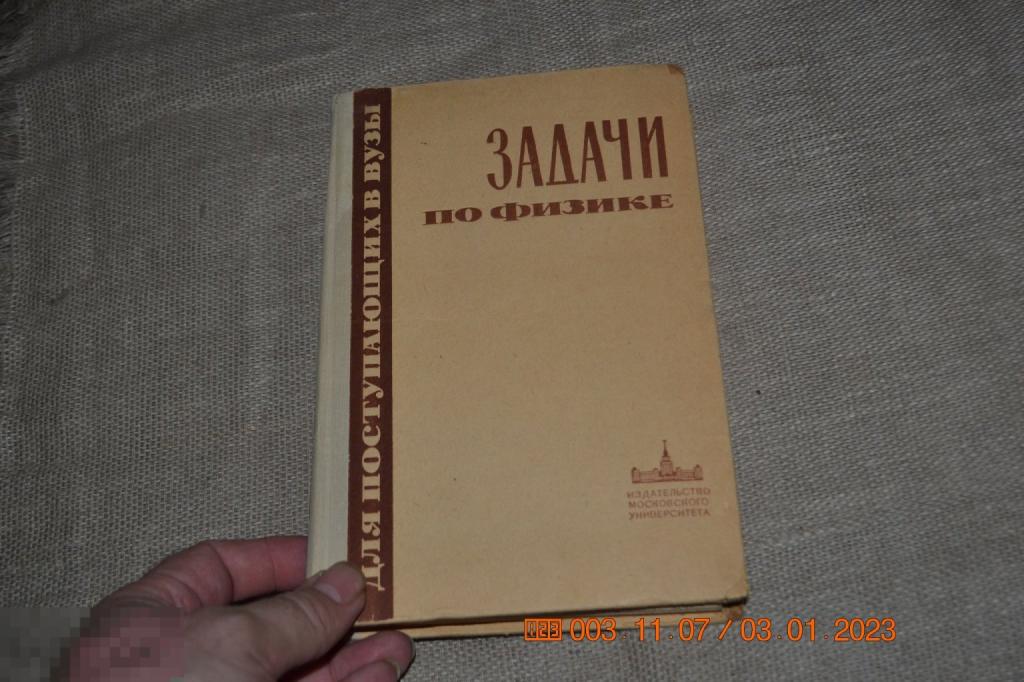 ДЛЯ ПОСТУПАЮЩИХ В ВУЗЫ
ЗАДАЧИ
ПО ФИЗИКЕ
ИЗДАТЕЛЬСТВО
МОСКОВСКОГО
УНИВЕРСИТЕТА
003 11.07 / 03.01.2023